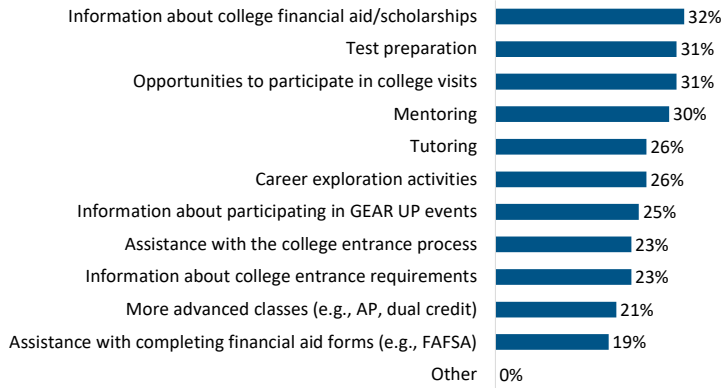 Information about college financial aid/scholarships 32%
Test preparation 31%
Opportunities to participate in college visits 31%
Mentoring 30%
Tutoring 26%
Career exploration activities 26%
Information about participating in GEAR UP events 25%
Assistance with the college entrance process 23%
Information about college entrance requirements 23%
More advanced classes (e.g., AP, dual credit) 21%
Assistance with completing financial aid forms (e.g., FAFSA) 19%
Other 0%